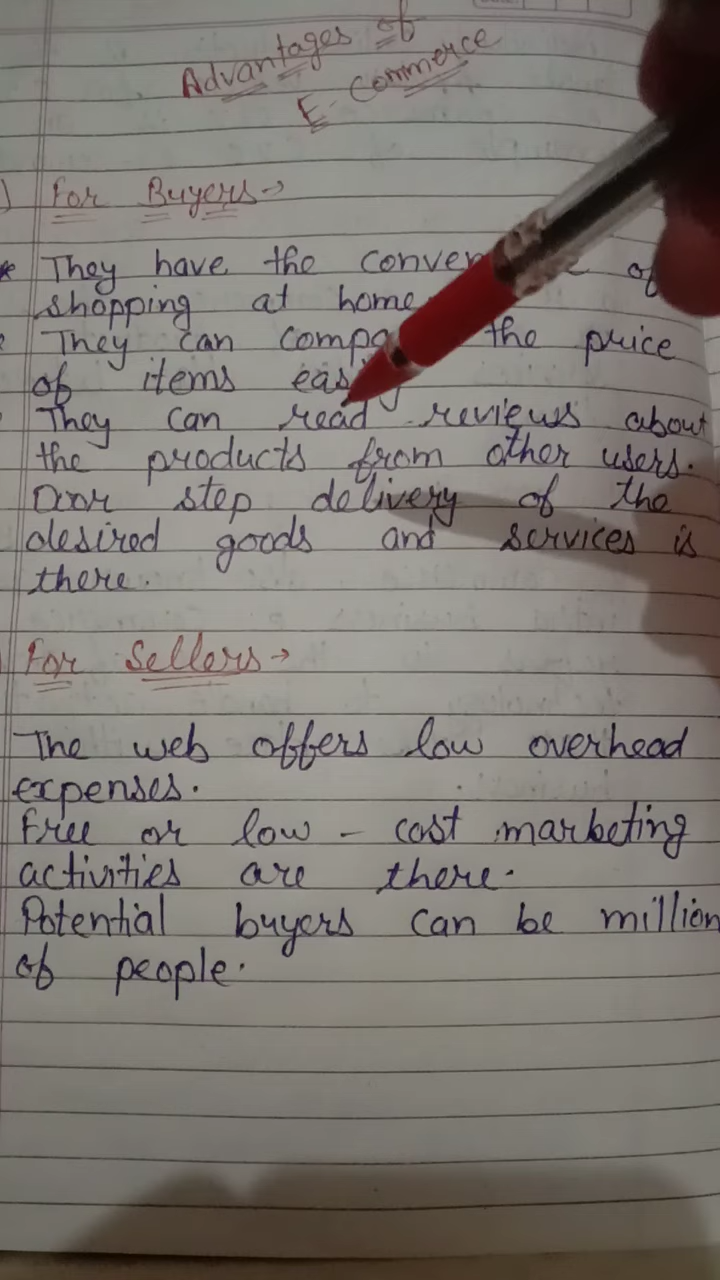 Advantages of
E-Commerce
) For Buyers→
* They have the of
shopping at home
They can the price
of items
They can read reviews about
the products from other users.
Door step delivery of the
desired goods and services is
there.
For Sellers→
The web offers low overhead
expenses.
Free or low - cost marketing
activities are there.
Potential buyers can be million
of people.